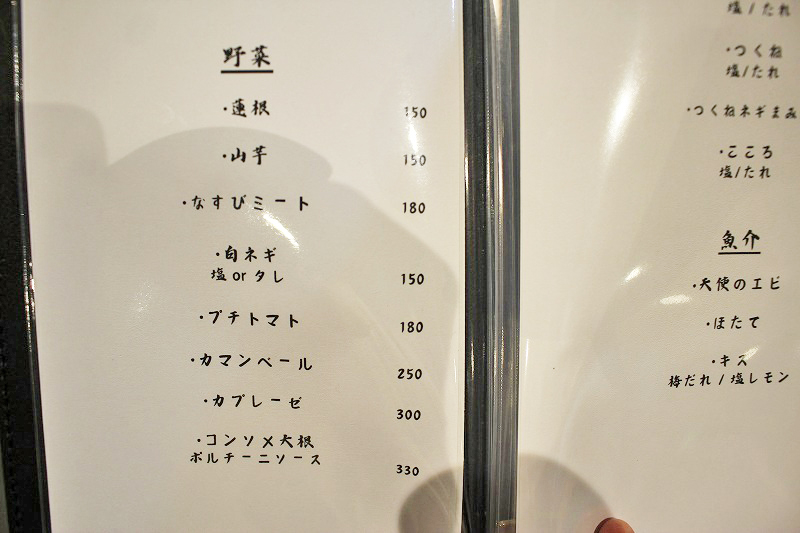 野菜
・蓮根 150
・山芋 150
・なすびミート 180
・白ネギ
塩 or タレ 150
・プチトマト 180
・カマンベール 250
・カプレーゼ 300
・コンソメ大根
ポルチーニソース 330
塩/たれ
・つくね
塩/たれ
・つくねネギまみ
・こころ
塩/たれ
魚介
・天使のエビ
・ほたて
・キス
梅だれ / 塩レモン